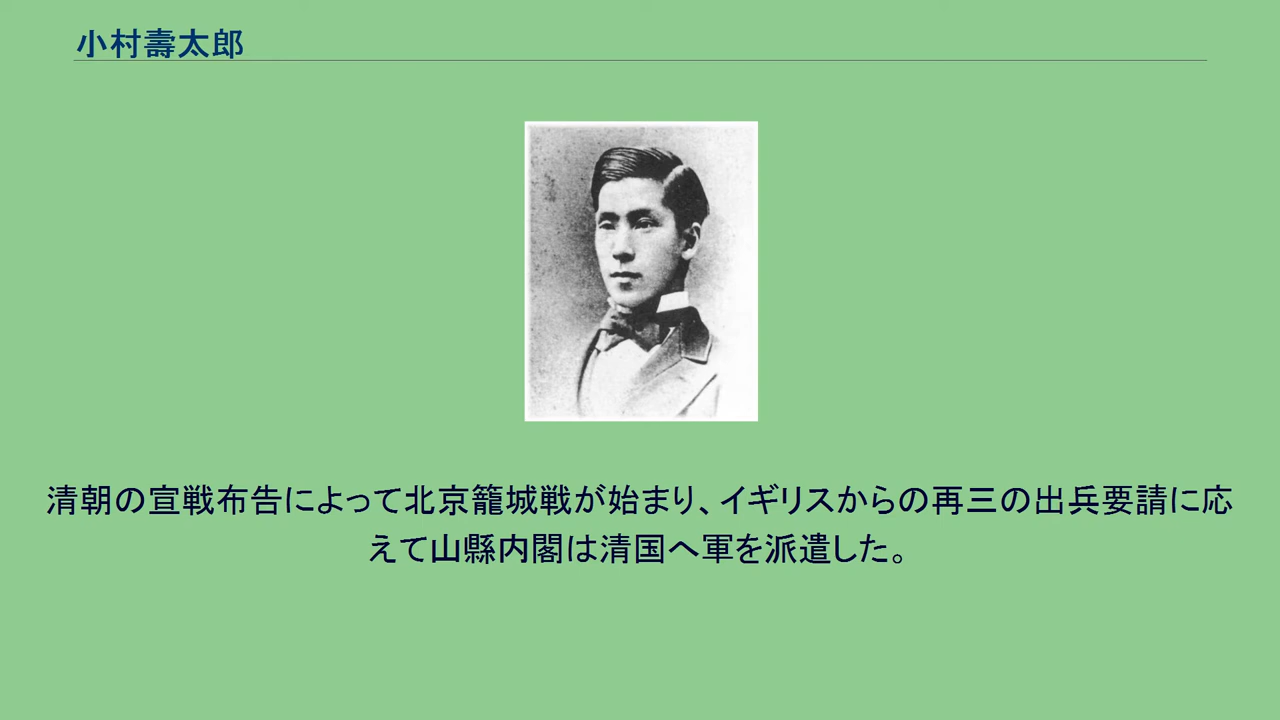 小村壽太郎
清朝の宣戦布告によって北京籠城戦が始まり、イギリスからの再三の出兵要請に応
えて山縣内閣は清国へ軍を派遣した。